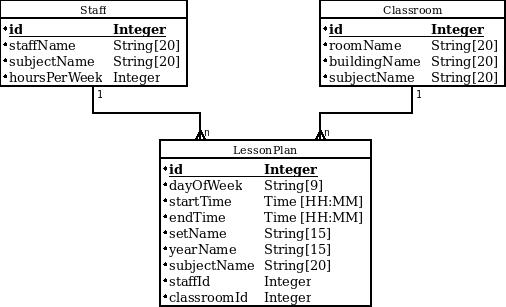 Staff
id Integer
staffName String[20]
subjectName String[20]
hoursPerWeek Integer
Classroom
id Integer
roomName String[20]
buildingName String[20]
subjectName String[20]
1
1
n
n
LessonPlan
id Integer
dayOfWeek String[9]
startTime Time [HH:MM]
endTime Time [HH:MM]
setName String[15]
yearName String[15]
subjectName String[20]
staffId Integer
classroomId Integer